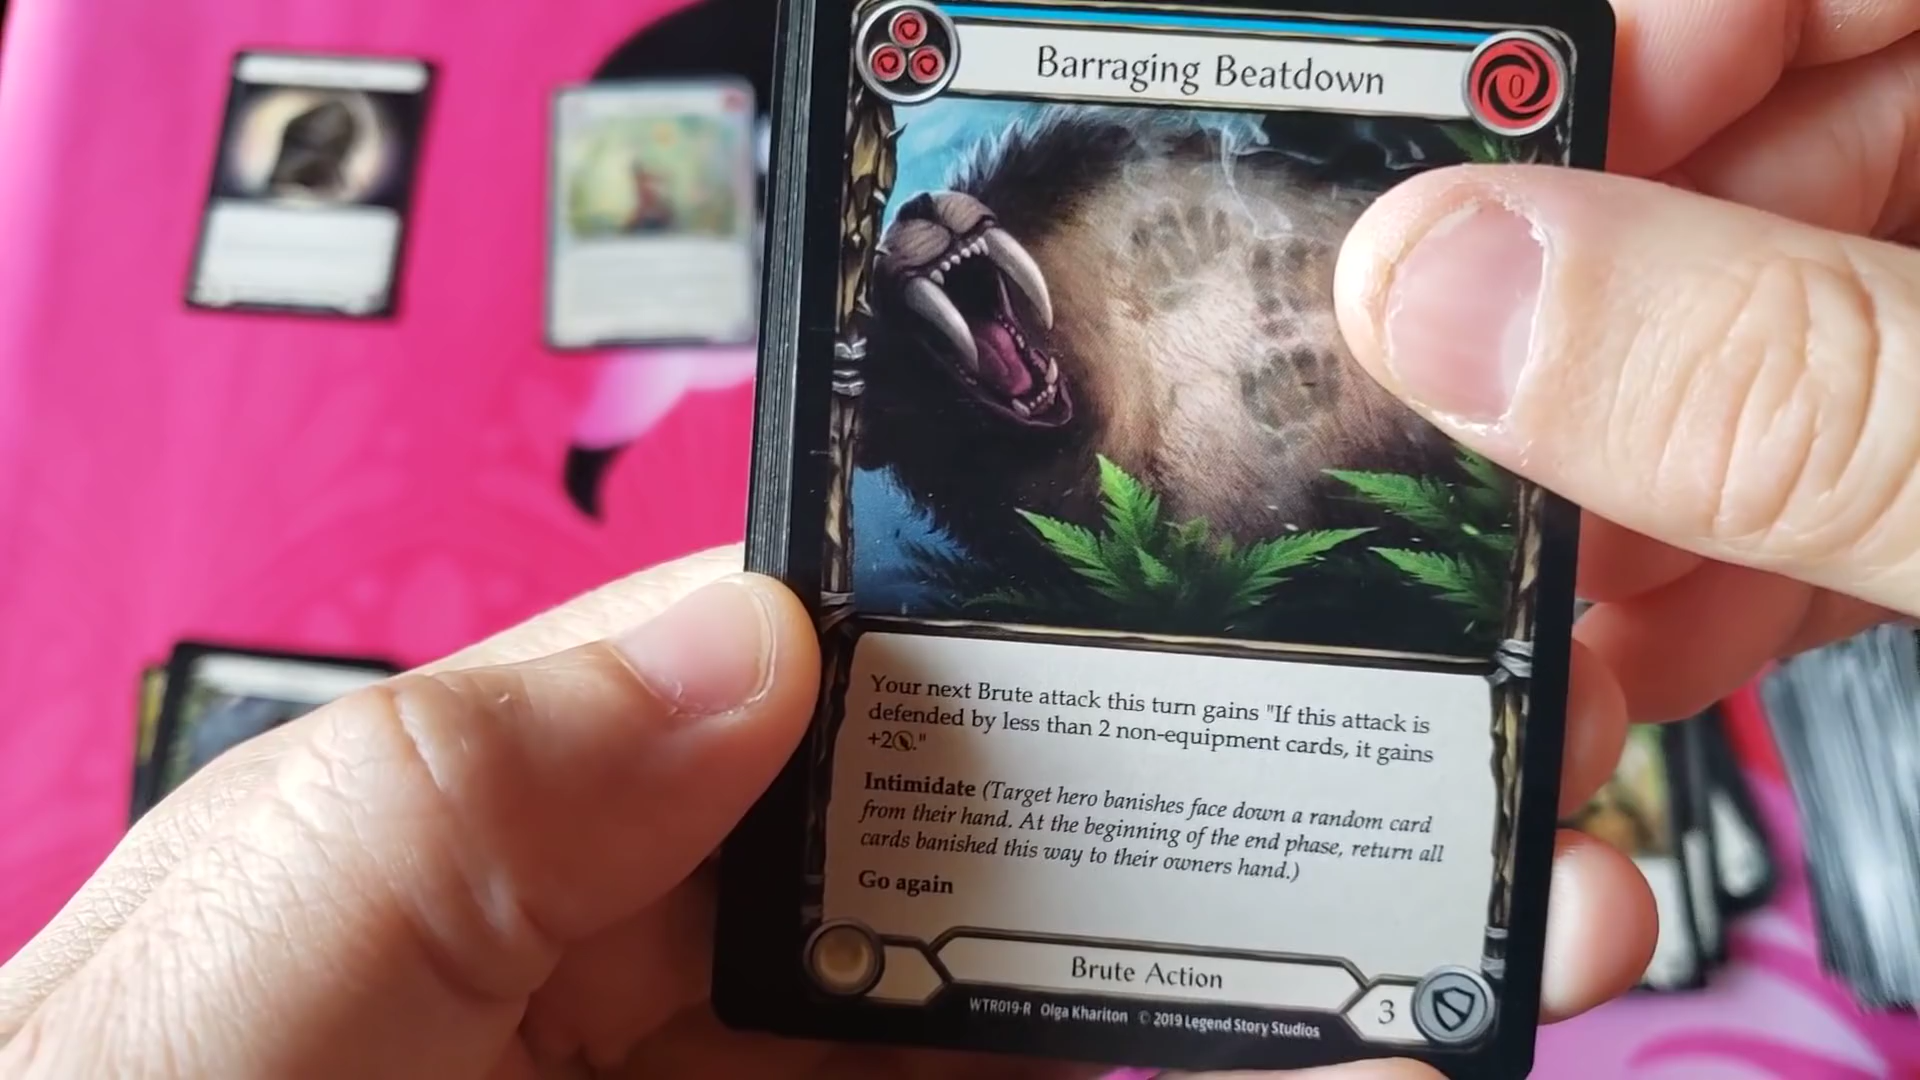 Barraging Beatdown
0
Your next Brute attack this turn gains "If this attack is
defended by less than 2 non-equipment cards, it gains
+2."
Intimidate (Target hero banishes face down a random card
from their hand. At the beginning of the end phase, return all
cards banished this way to their owners hand.)
Go again
Brute Action
3
WTR019-R Olga Khariton © 2019 Legend Story Studios